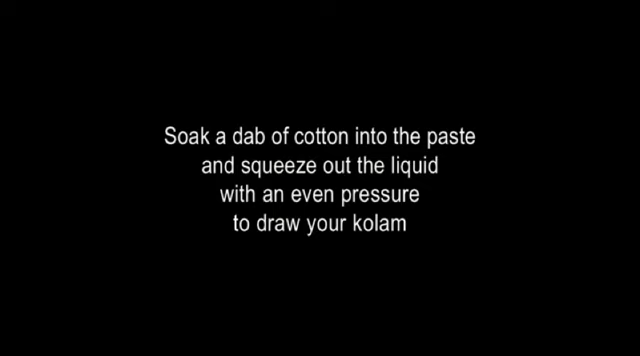 Soak a dab of cotton into the paste
and squeeze out the liquid
with an even pressure
to draw your kolam